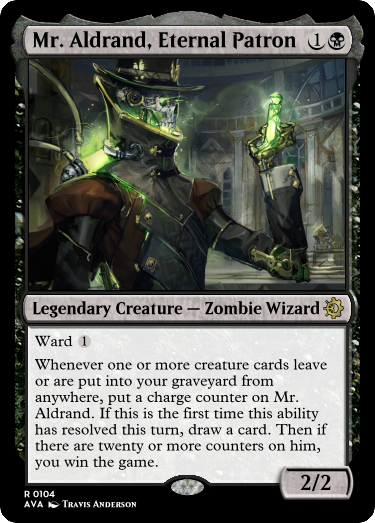 Mr. Aldrand, Eternal Patron 1
Legendary Creature — Zombie Wizard
Ward 1
Whenever one or more creature cards leave
or are put into your graveyard from
anywhere, put a charge counter on Mr.
Aldrand. If this is the first time this ability
has resolved this turn, draw a card. Then if
there are twenty or more counters on him,
you win the game.
2/2
R 0104
AVA Travis Anderson